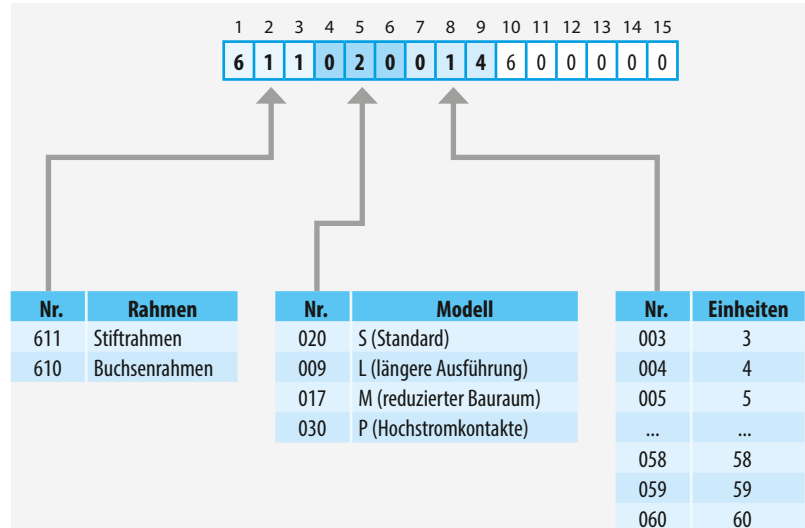 1 2 3 4 5 6 7 8 9 10 11 12 13 14 15
6 1 1 0 2 0 0 1 4 6 0 0 0 0 0
Nr. Rahmen
611 Stiftrahmen
610 Buchsenrahmen
Nr. Modell
020 S (Standard)
009 L (längere Ausführung)
017 M (reduzierter Bauraum)
030 P (Hochstromkontakte)
Nr. Einheiten
003 3
004 4
005 5
... ...
058 58
059 59
060 60